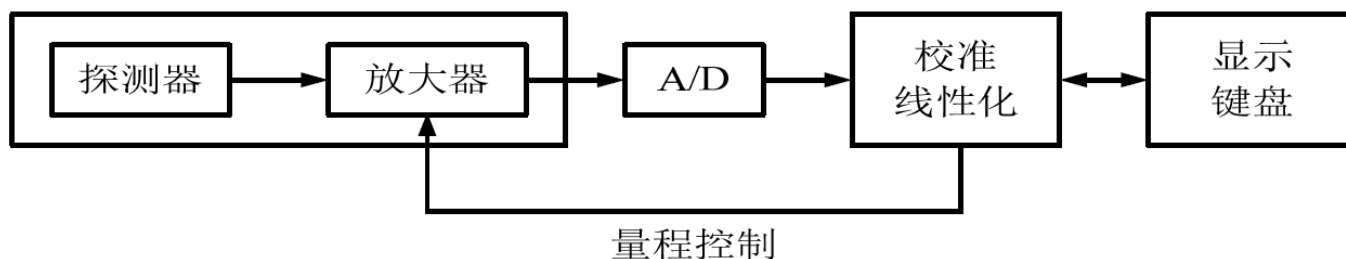 探测器
放大器
A/D
校准
线性化
显示
键盘
量程控制